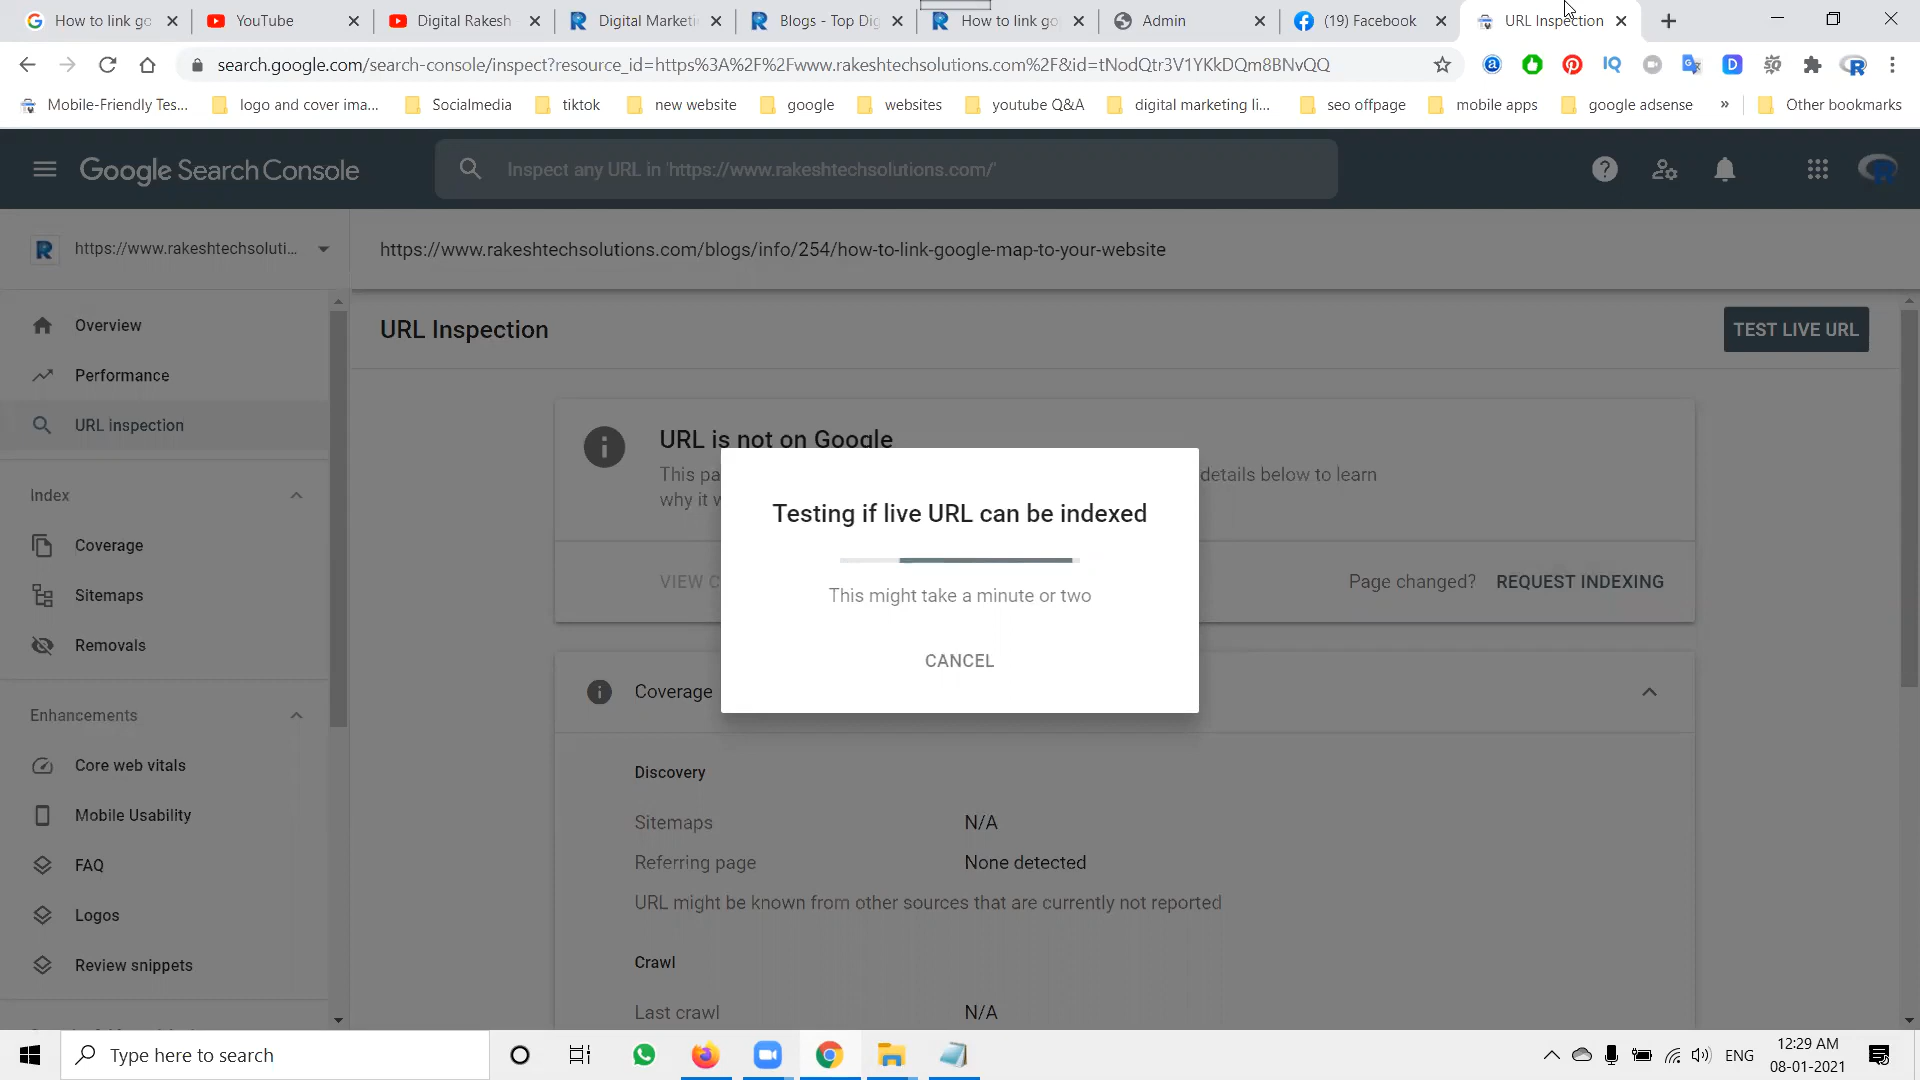 How to link go
YouTube
Digital Rakesh
Digital Marketi
Blogs - Top Dig
How to link go
Admin
(19) Facebook
URL Inspection
search.google.com/search-console/inspect?resource_id=https%3A%2F%2Fwww.rakeshtechsolutions.com%2F&id=tNodQtr3V1YKkDQm8BNvQQ
Mobile-Friendly Tes...
logo and cover ima...
Socialmedia
tiktok
new website
google
websites
youtube Q&A
digital marketing li...
seo offpage
mobile apps
google adsense
»
Other bookmarks
Google Search Console
Inspect any URL in 'https://www.rakeshtechsolutions.com/'
https://www.rakeshtechsoluti...
https://www.rakeshtechsolutions.com/blogs/info/254/how-to-link-google-map-to-your-website
Overview
Performance
URL inspection
Index
Coverage
Sitemaps
Removals
Enhancements
Core web vitals
Mobile Usability
FAQ
Logos
Review snippets
URL Inspection
TEST LIVE URL
URL is not on Google
This pa
details below to learn
why it w
VIEW C
Page changed?
REQUEST INDEXING
Testing if live URL can be indexed
This might take a minute or two
CANCEL
Coverage
Discovery
Sitemaps N/A
Referring page None detected
URL might be known from other sources that are currently not reported
Crawl
Last crawl N/A
Type here to search
ENG
12:29 AM
08-01-2021